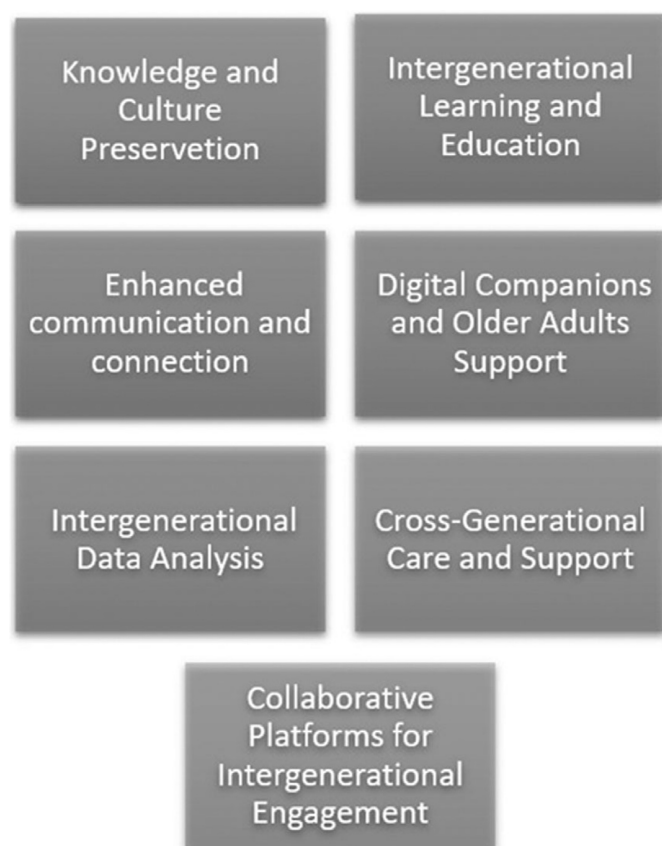 Knowledge and
Culture
Preservetion
Intergenerational
Learning and
Education
Enhanced
communication and
connection
Digital Companions
and Older Adults
Support
Intergenerational
Data Analysis
Cross-Generational
Care and Support
Collaborative
Platforms for
Intergenerational
Engagement